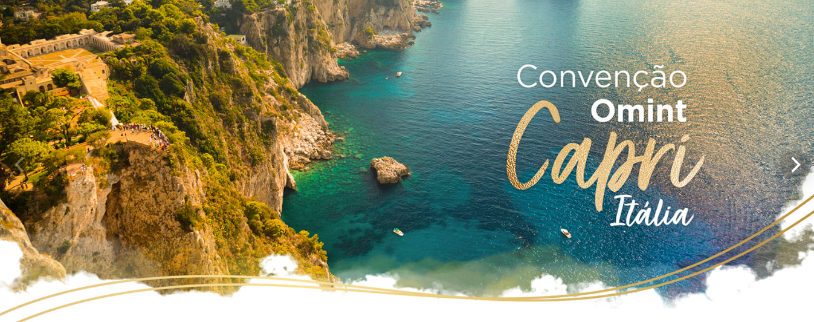 Convenção
Omint
Capri
Itália